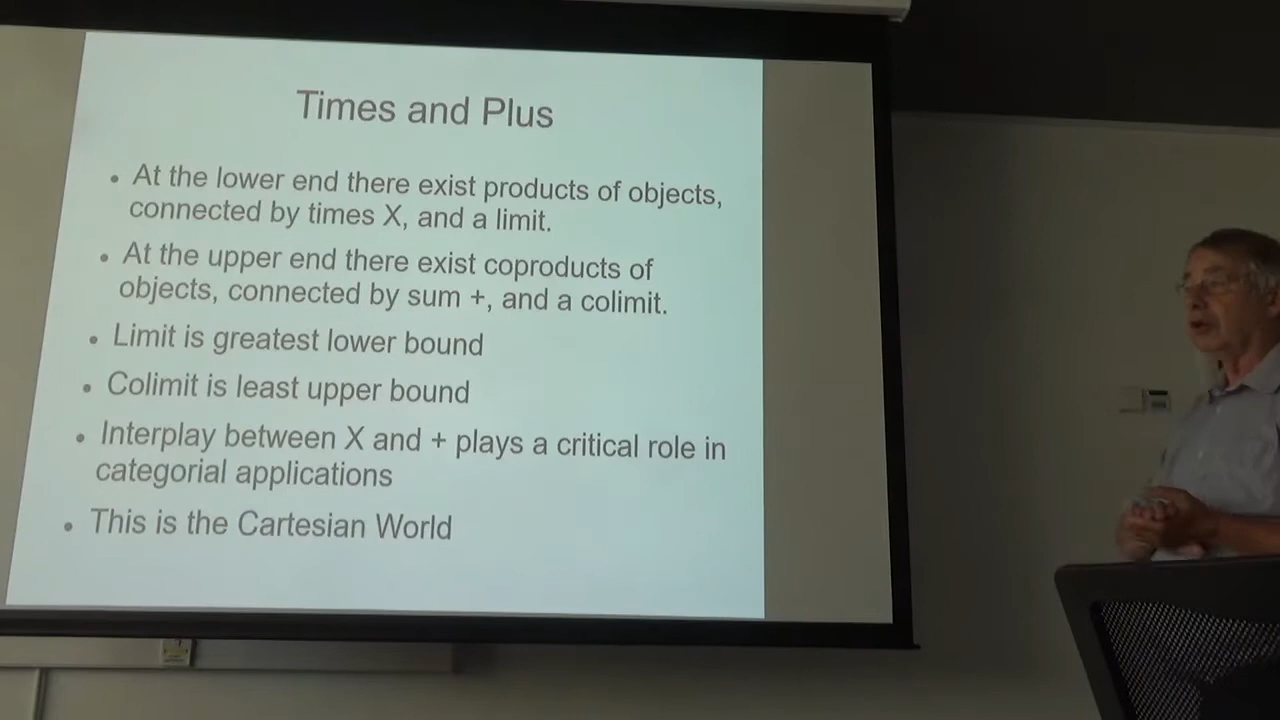 Times and Plus
• At the lower end there exist products of objects,
connected by times X, and a limit.
• At the upper end there exist coproducts of
objects, connected by sum +, and a colimit.
• Limit is greatest lower bound
• Colimit is least upper bound
• Interplay between X and + plays a critical role in
categorial applications
• This is the Cartesian World